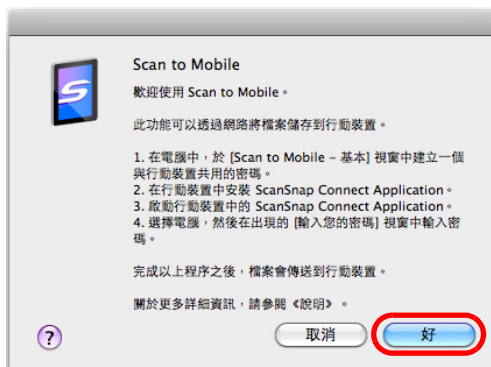 Scan to Mobile
歡迎使用 Scan to Mobile。
此功能可以透過網路將檔案儲存到行動裝置。
1. 在電腦中，於 [Scan to Mobile – 基本] 視窗中建立一個
與行動裝置共用的密碼。
2. 在行動裝置中安裝 ScanSnap Connect Application。
3. 啟動行動裝置中的 ScanSnap Connect Application。
4. 選擇電腦，然後在出現的 [輸入您的密碼] 視窗中輸入密
碼。
完成以上程序之後，檔案會傳送到行動裝置。
關於更多詳細資訊，請參閱《說明》。
? 取消 好